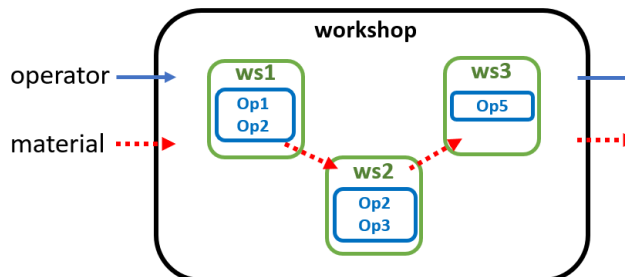 workshop
operator
material
ws1
Op1
Op2
ws2
Op2
Op3
ws3
Op5